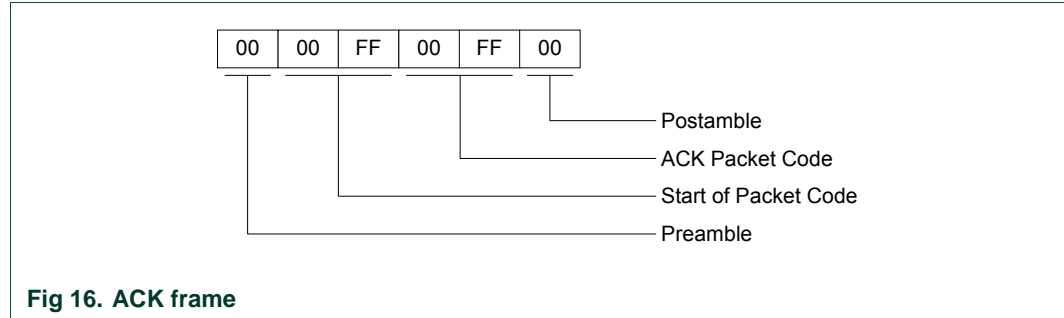 00 00 FF 00 FF 00
Postamble
ACK Packet Code
Start of Packet Code
Preamble
Fig 16. ACK frame